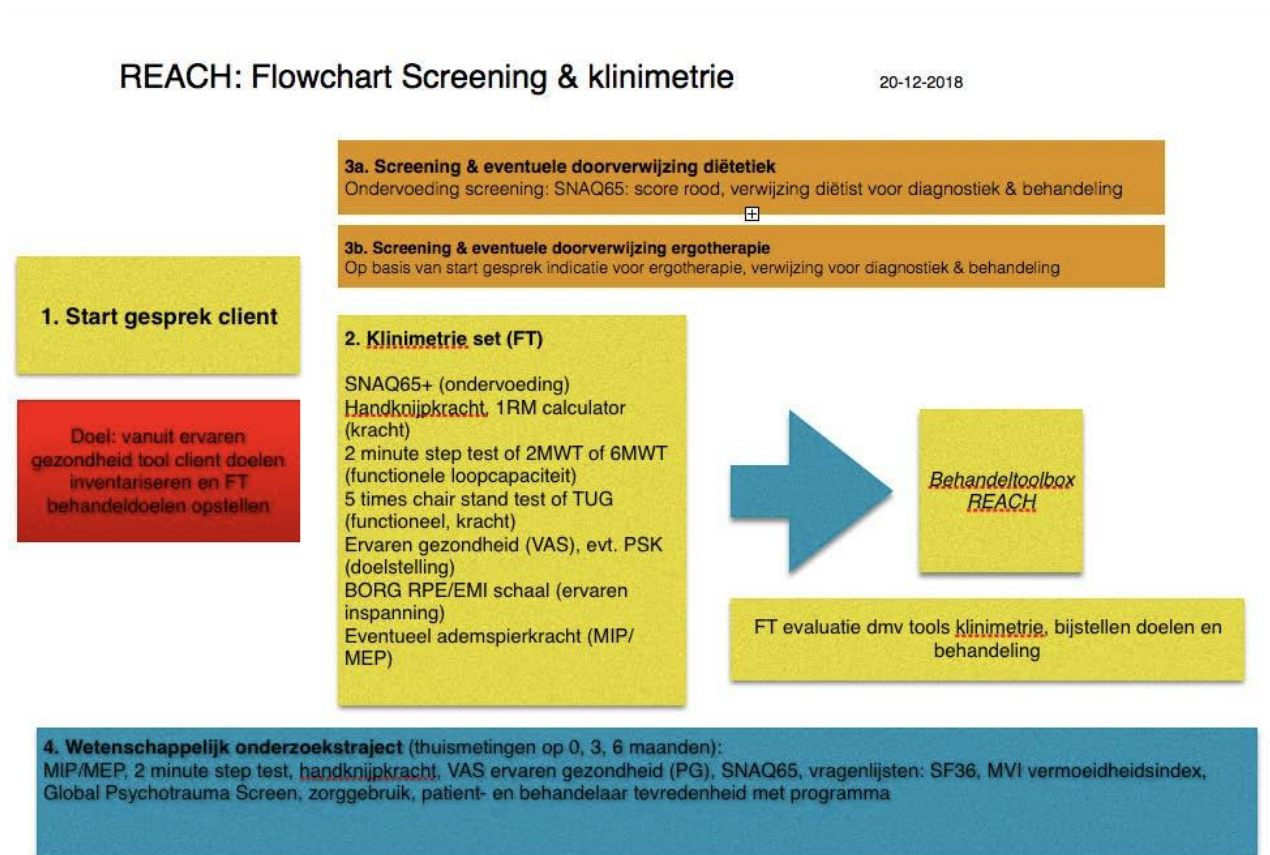 REACH: Flowchart Screening & klinimetrie
20-12-2018
3a. Screening & eventuele doorverwijzing diëtetiek
Ondervoeding screening: SNAQ65: score rood, verwijzing diëtist voor diagnostiek & behandeling
3b. Screening & eventuele doorverwijzing ergotherapie
Op basis van start gesprek indicatie voor ergotherapie, verwijzing voor diagnostiek & behandeling
1. Start gesprek client
Doel: vanuit ervaren
gezondheid tool client doelen
inventariseren en FT
behandeldoelen opstellen
2. Klinimetrie set (FT)
SNAQ65+ (ondervoeding)
Handknijpkracht, 1RM calculator
(kracht)
2 minute step test of 2MWT of 6MWT
(functionele loopcapaciteit)
5 times chair stand test of TUG
(functioneel, kracht)
Ervaren gezondheid (VAS), evt. PSK
(doelstelling)
BORG RPE/EMI schaal (ervaren
inspanning)
Eventueel ademspierkracht (MIP/
MEP)
Behandeltoolbox
REACH
FT evaluatie dmv tools klinimetrie, bijstellen doelen en
behandeling
4. Wetenschappelijk onderzoekstraject (thuismetingen op 0, 3, 6 maanden):
MIP/MEP, 2 minute step test, handknijpkracht, VAS ervaren gezondheid (PG), SNAQ65, vragenlijsten: SF36, MVI vermoeidheidsindex,
Global Psychotrauma Screen, zorggebruik, patient- en behandelaar tevredenheid met programma